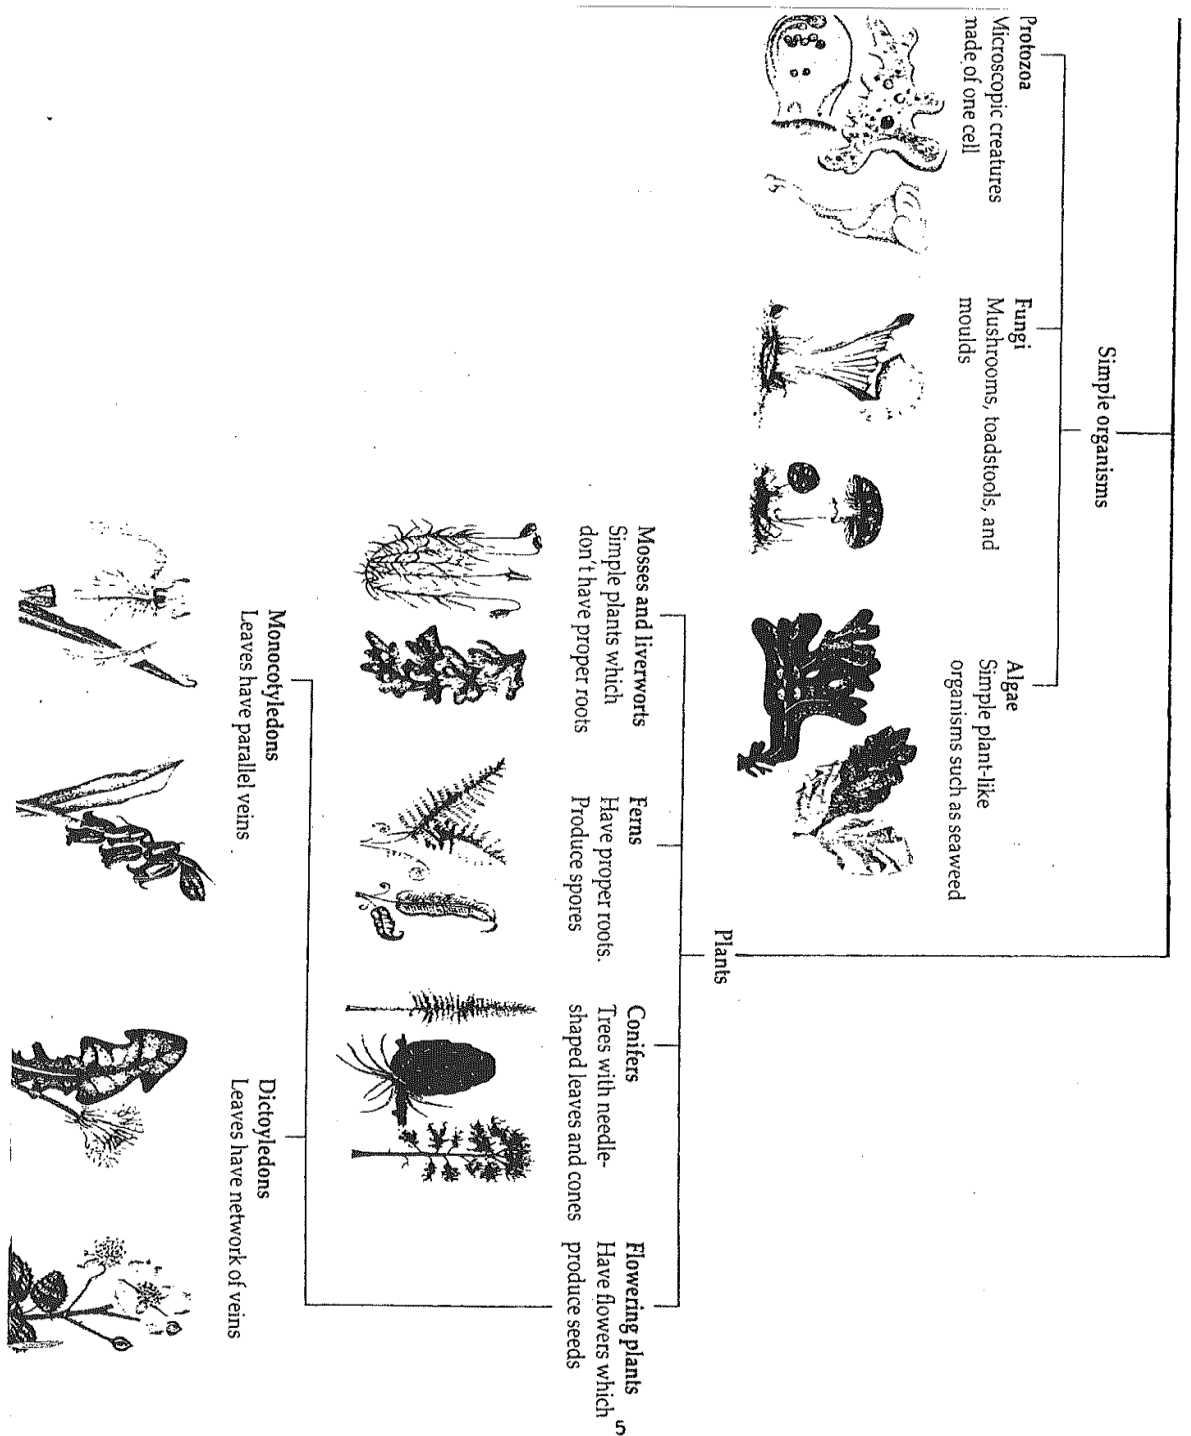 Simple organisms
Protozoa
Microscopic creatures
made of one cell
Fungi
Mushrooms, toadstools, and
moulds
Algae
Simple plant-like
organisms such as seaweed
Plants
Mosses and liverworts
Simple plants which
don't have proper roots
Ferns
Have proper roots.
Produce spores
Conifers
Trees with needle-
shaped leaves and cones
Flowering plants
Have flowers which
produce seeds
Monocotyledons
Leaves have parallel veins
Dictoyledons
Leaves have network of veins
5